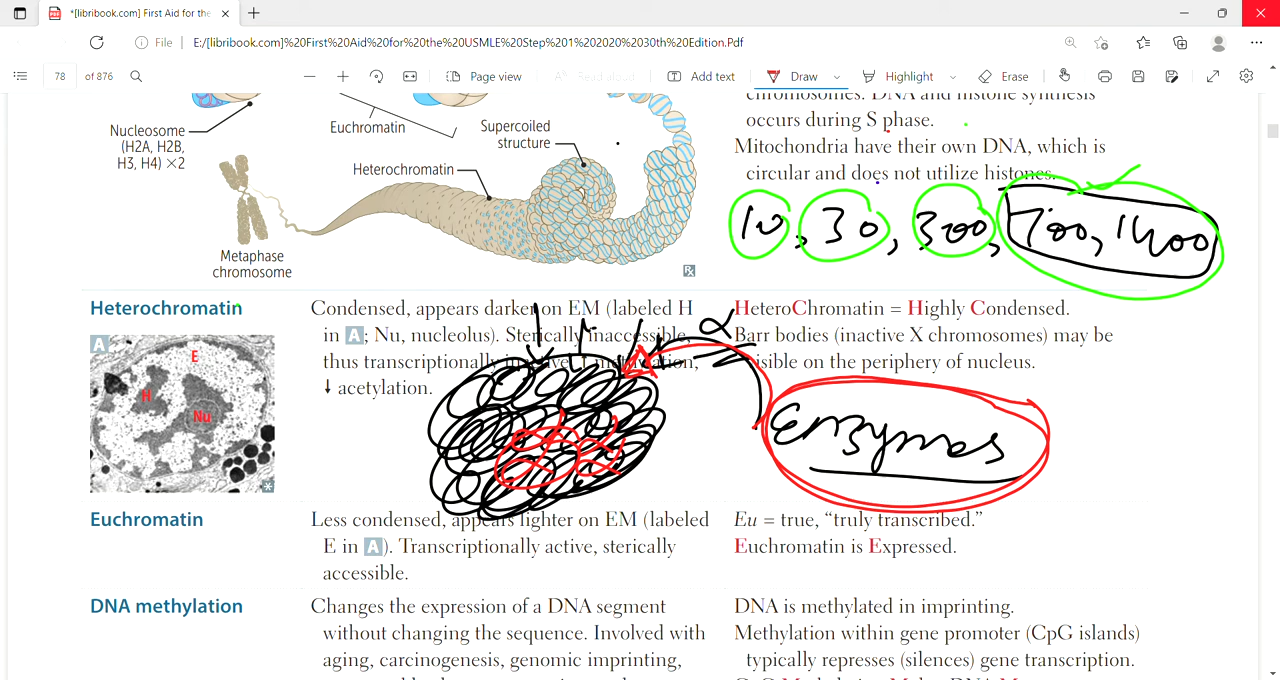 *[libribook.com] First Aid for the
File
E:/[libribook.com]%20First%20Aid%20for%20the%20USMLE%20Step%201%202020%2030th%20Edition.Pdf
78 of 876
Page view
Read aloud
Add text
Draw
Highlight
Erase
Nucleosome
(H2A, H2B,
H3, H4) ×2
Euchromatin
Supercoiled
structure
Heterochromatin
Metaphase
chromosome
chromosomes. DNA and histone synthesis
occurs during S phase.
Mitochondria have their own DNA, which is
circular and does not utilize histones.
10, 30, 300, 700, 1400
Heterochromatin
A
E
H
Nu
Condensed, appears darker on EM (labeled H
in A; Nu, nucleolus). Sterically inaccessible,
thus transcriptionally
↓ acetylation.
HeteroChromatin = Highly Condensed.
Barr bodies (inactive X chromosomes) may be
visible on the periphery of nucleus.
α
Enzymes
Euchromatin
Less condensed, appears lighter on EM (labeled
E in A). Transcriptionally active, sterically
accessible.
Eu = true, “truly transcribed.”
Euchromatin is Expressed.
DNA methylation
Changes the expression of a DNA segment
without changing the sequence. Involved with
aging, carcinogenesis, genomic imprinting,
DNA is methylated in imprinting.
Methylation within gene promoter (CpG islands)
typically represses (silences) gene transcription.